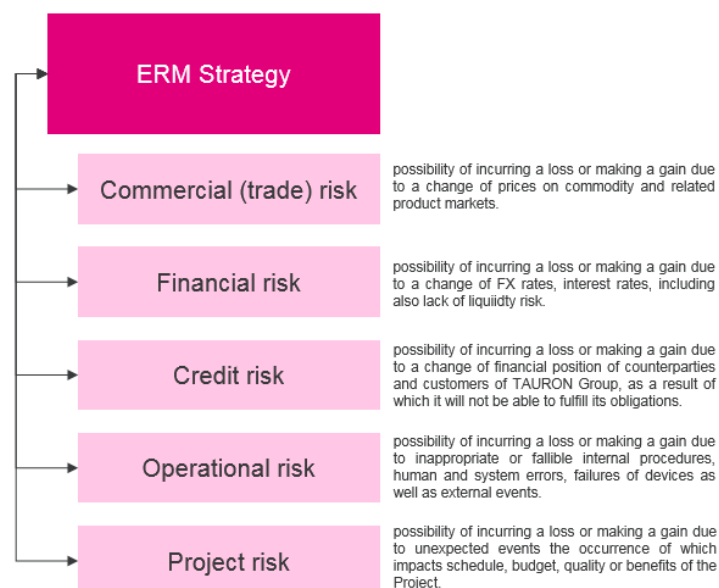 ERM Strategy
Commercial (trade) risk
possibility of incurring a loss or making a gain due
to a change of prices on commodity and related
product markets.
Financial risk
possibility of incurring a loss or making a gain due
to a change of FX rates, interest rates, including
also lack of liquiidty risk.
Credit risk
possibility of incurring a loss or making a gain due
to a change of financial position of counterparties
and customers of TAURON Group, as a result of
which it will not be able to fulfill its obligations.
Operational risk
possibility of incurring a loss or making a gain due
to inappropriate or fallible internal procedures,
human and system errors, failures of devices as
well as external events.
Project risk
possibility of incurring a loss or making a gain due
to unexpected events the occurrence of which
impacts schedule, budget, quality or benefits of the
Project.